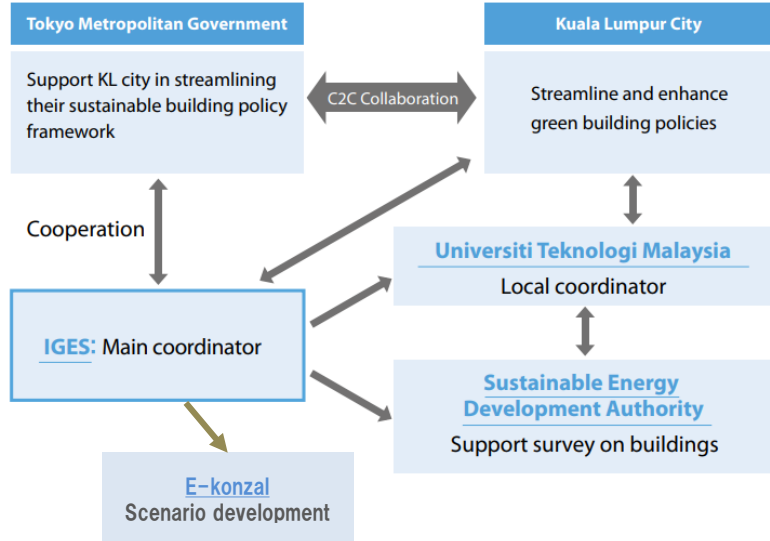 Tokyo Metropolitan Government
Kuala Lumpur City
Support KL city in streamlining
their sustainable building policy
framework
C2C Collaboration
Streamline and enhance
green building policies
Cooperation
Universiti Teknologi Malaysia
Local coordinator
IGES: Main coordinator
Sustainable Energy
Development Authority
Support survey on buildings
E-konzal
Scenario development